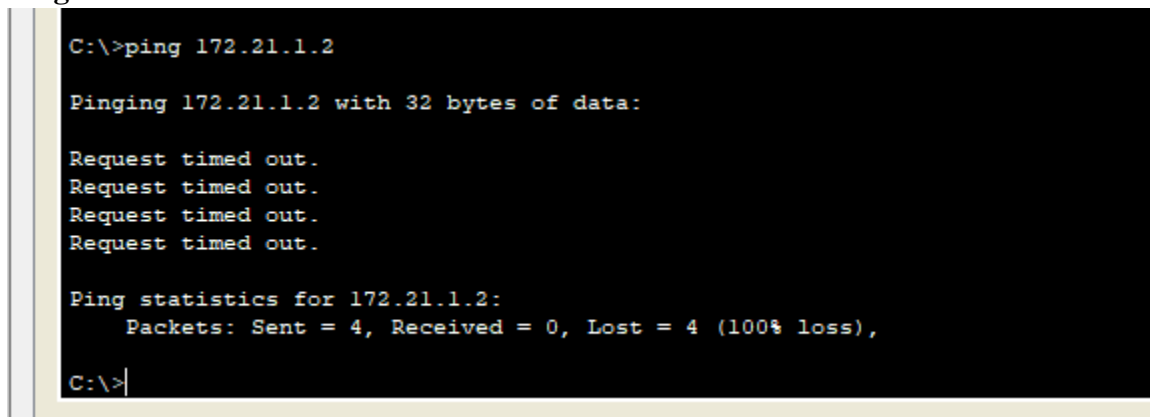 C:\>ping 172.21.1.2
Pinging 172.21.1.2 with 32 bytes of data:
Request timed out.
Request timed out.
Request timed out.
Request timed out.
Ping statistics for 172.21.1.2:
    Packets: Sent = 4, Received = 0, Lost = 4 (100% loss),
C:\>